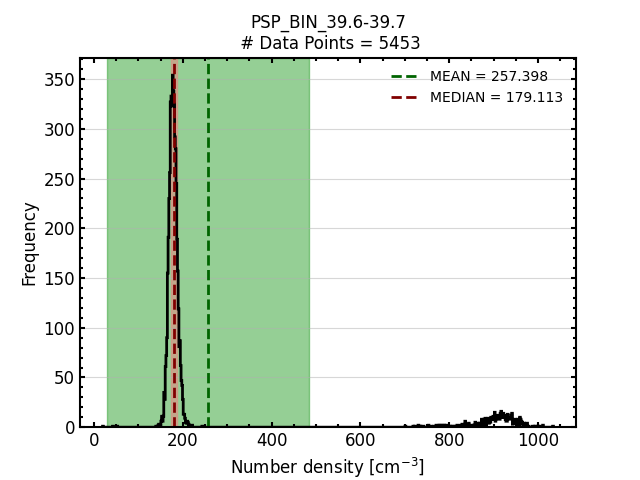 PSP_BIN_39.6-39.7
# Data Points = 5453
MEAN = 257.398
MEDIAN = 179.113
350
300
250
200
150
100
50
0
Frequency
0 200 400 600 800 1000
Number density [cm⁻³]